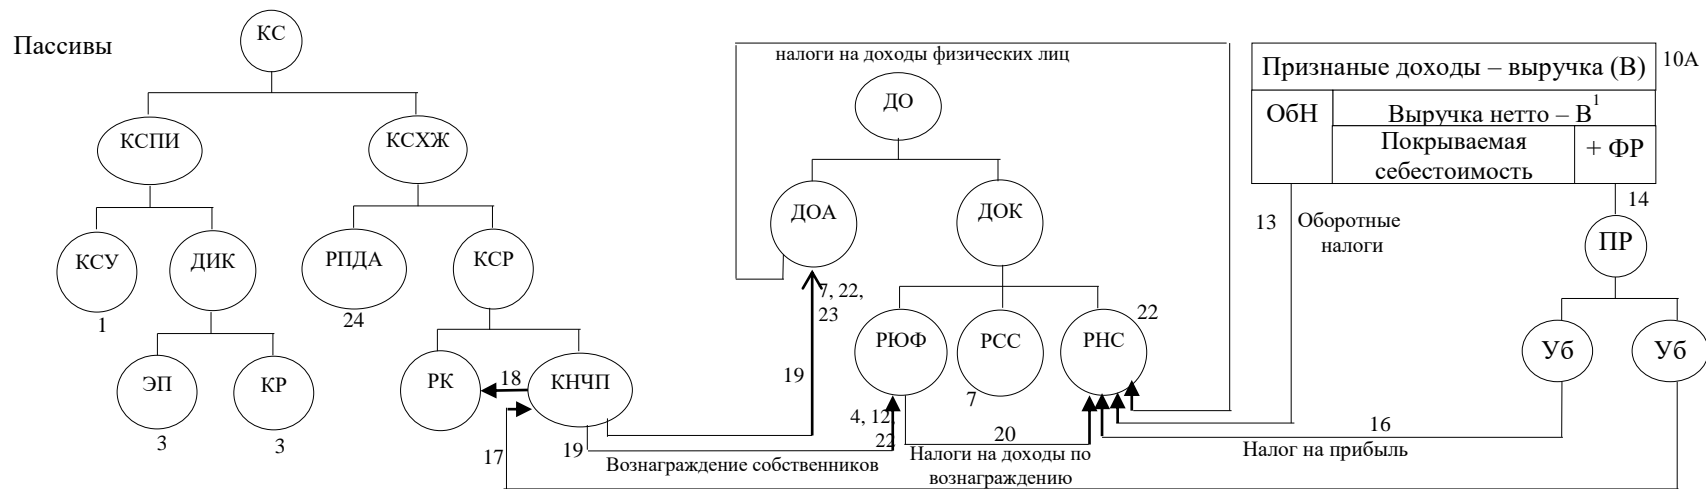 Пассивы
КС
налоги на доходы физических лиц
Признаные доходы – выручка (В)
10А
ДО
ОбН
Выручка нетто – В¹
КСПИ
КСХЖ
Покрываемая
себестоимость
+ ФР
ДОА
ДОК
13
Оборотные
налоги
14
КСУ
ДИК
РПДА
КСР
ПР
1
24
7, 22,
23
22
РЮФ
РСС
РНС
Уб
Уб
ЭП
КР
РК
18
КНЧП
19
3
3
7
4, 12,
22
17
19
Вознаграждение собственников
20
Налоги на доходы по
вознаграждению
16
Налог на прибыль